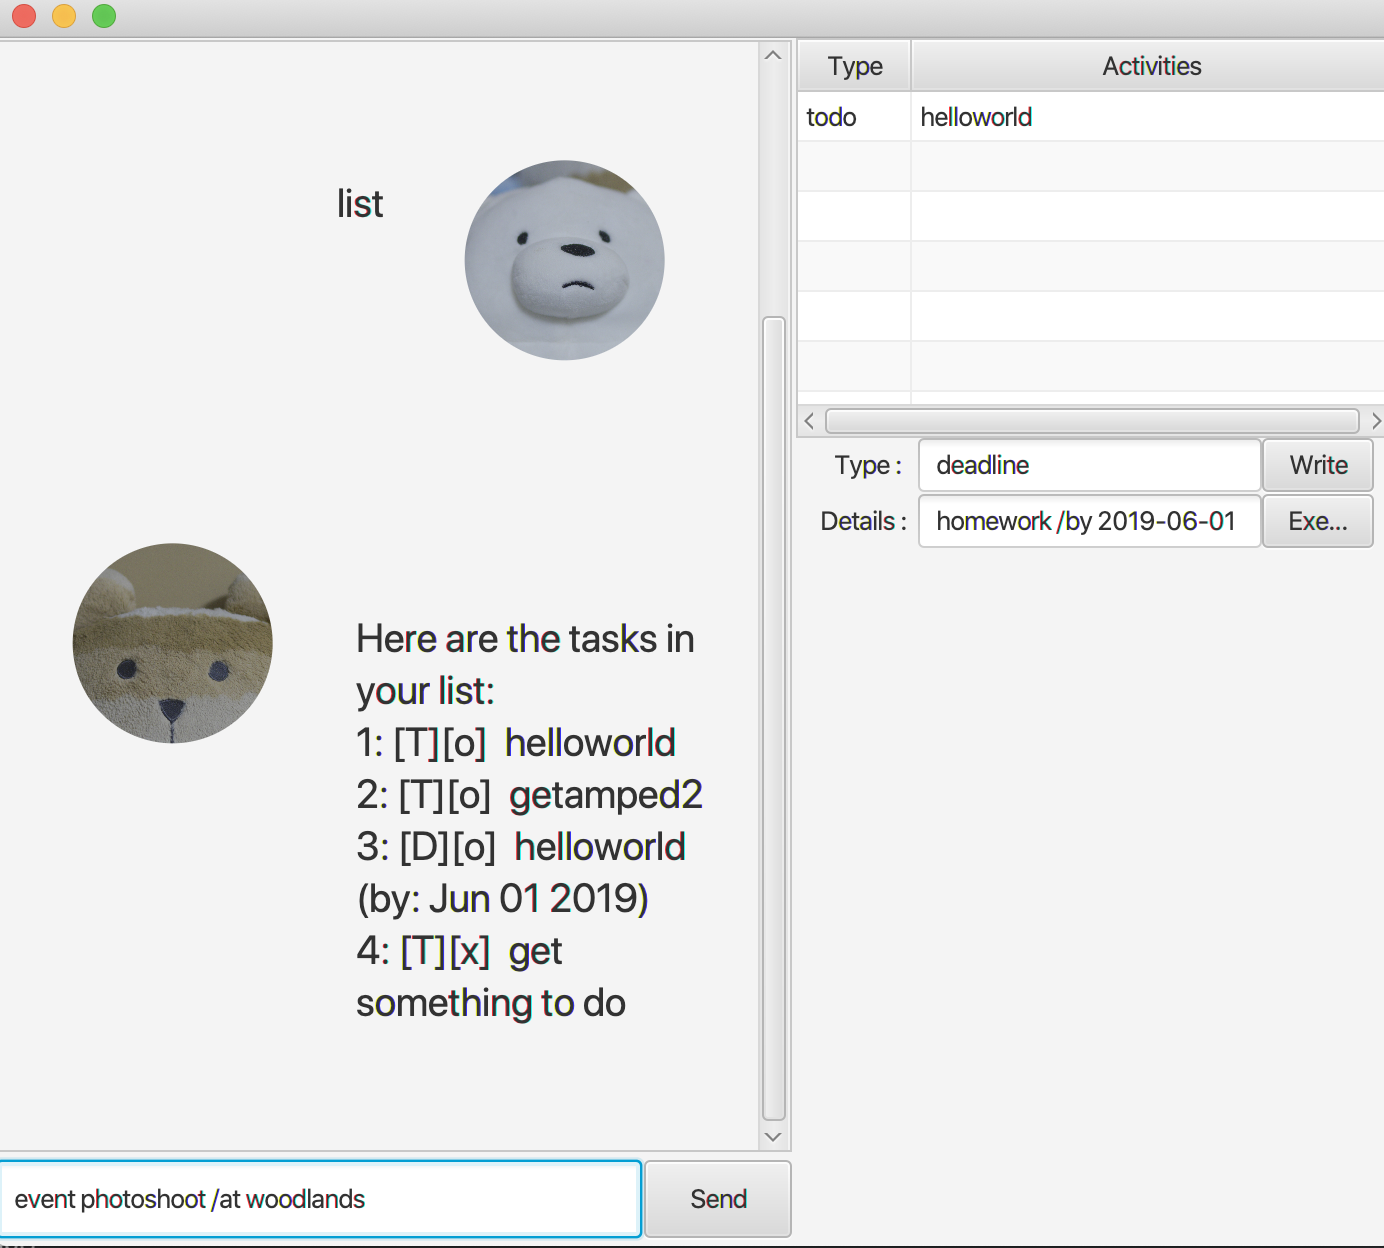 list
Here are the tasks in
your list:
1: [T][o]  helloworld
2: [T][o]  getamped2
3: [D][o]  helloworld
(by: Jun 01 2019)
4: [T][x]  get
something to do
event photoshoot /at woodlands
Send
Type Activities
todo helloworld
Type : deadline Write
Details : homework /by 2019-06-01 Exe...